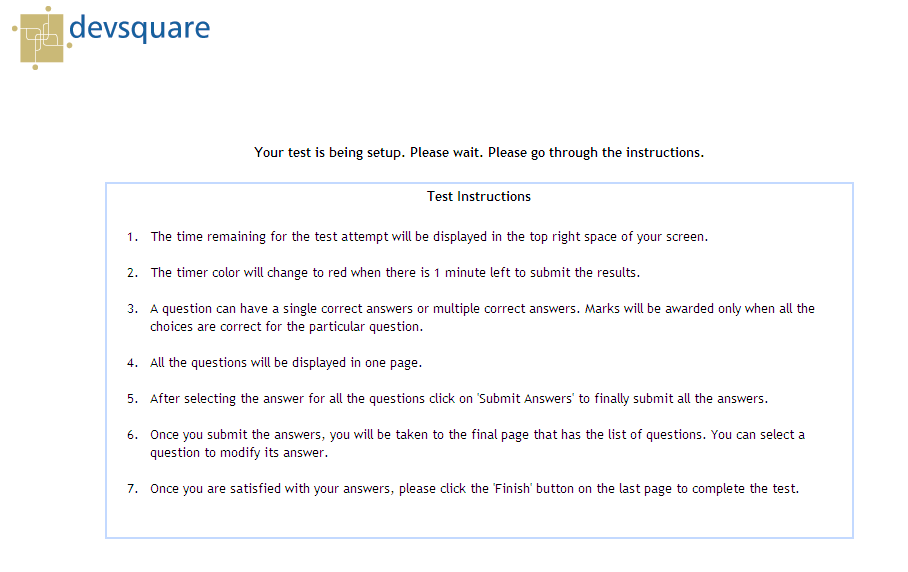 devsquare
Your test is being setup. Please wait. Please go through the instructions.
Test Instructions
1. The time remaining for the test attempt will be displayed in the top right space of your screen.
2. The timer color will change to red when there is 1 minute left to submit the results.
3. A question can have a single correct answers or multiple correct answers. Marks will be awarded only when all the
choices are correct for the particular question.
4. All the questions will be displayed in one page.
5. After selecting the answer for all the questions click on 'Submit Answers' to finally submit all the answers.
6. Once you submit the answers, you will be taken to the final page that has the list of questions. You can select a
question to modify its answer.
7. Once you are satisfied with your answers, please click the 'Finish' button on the last page to complete the test.